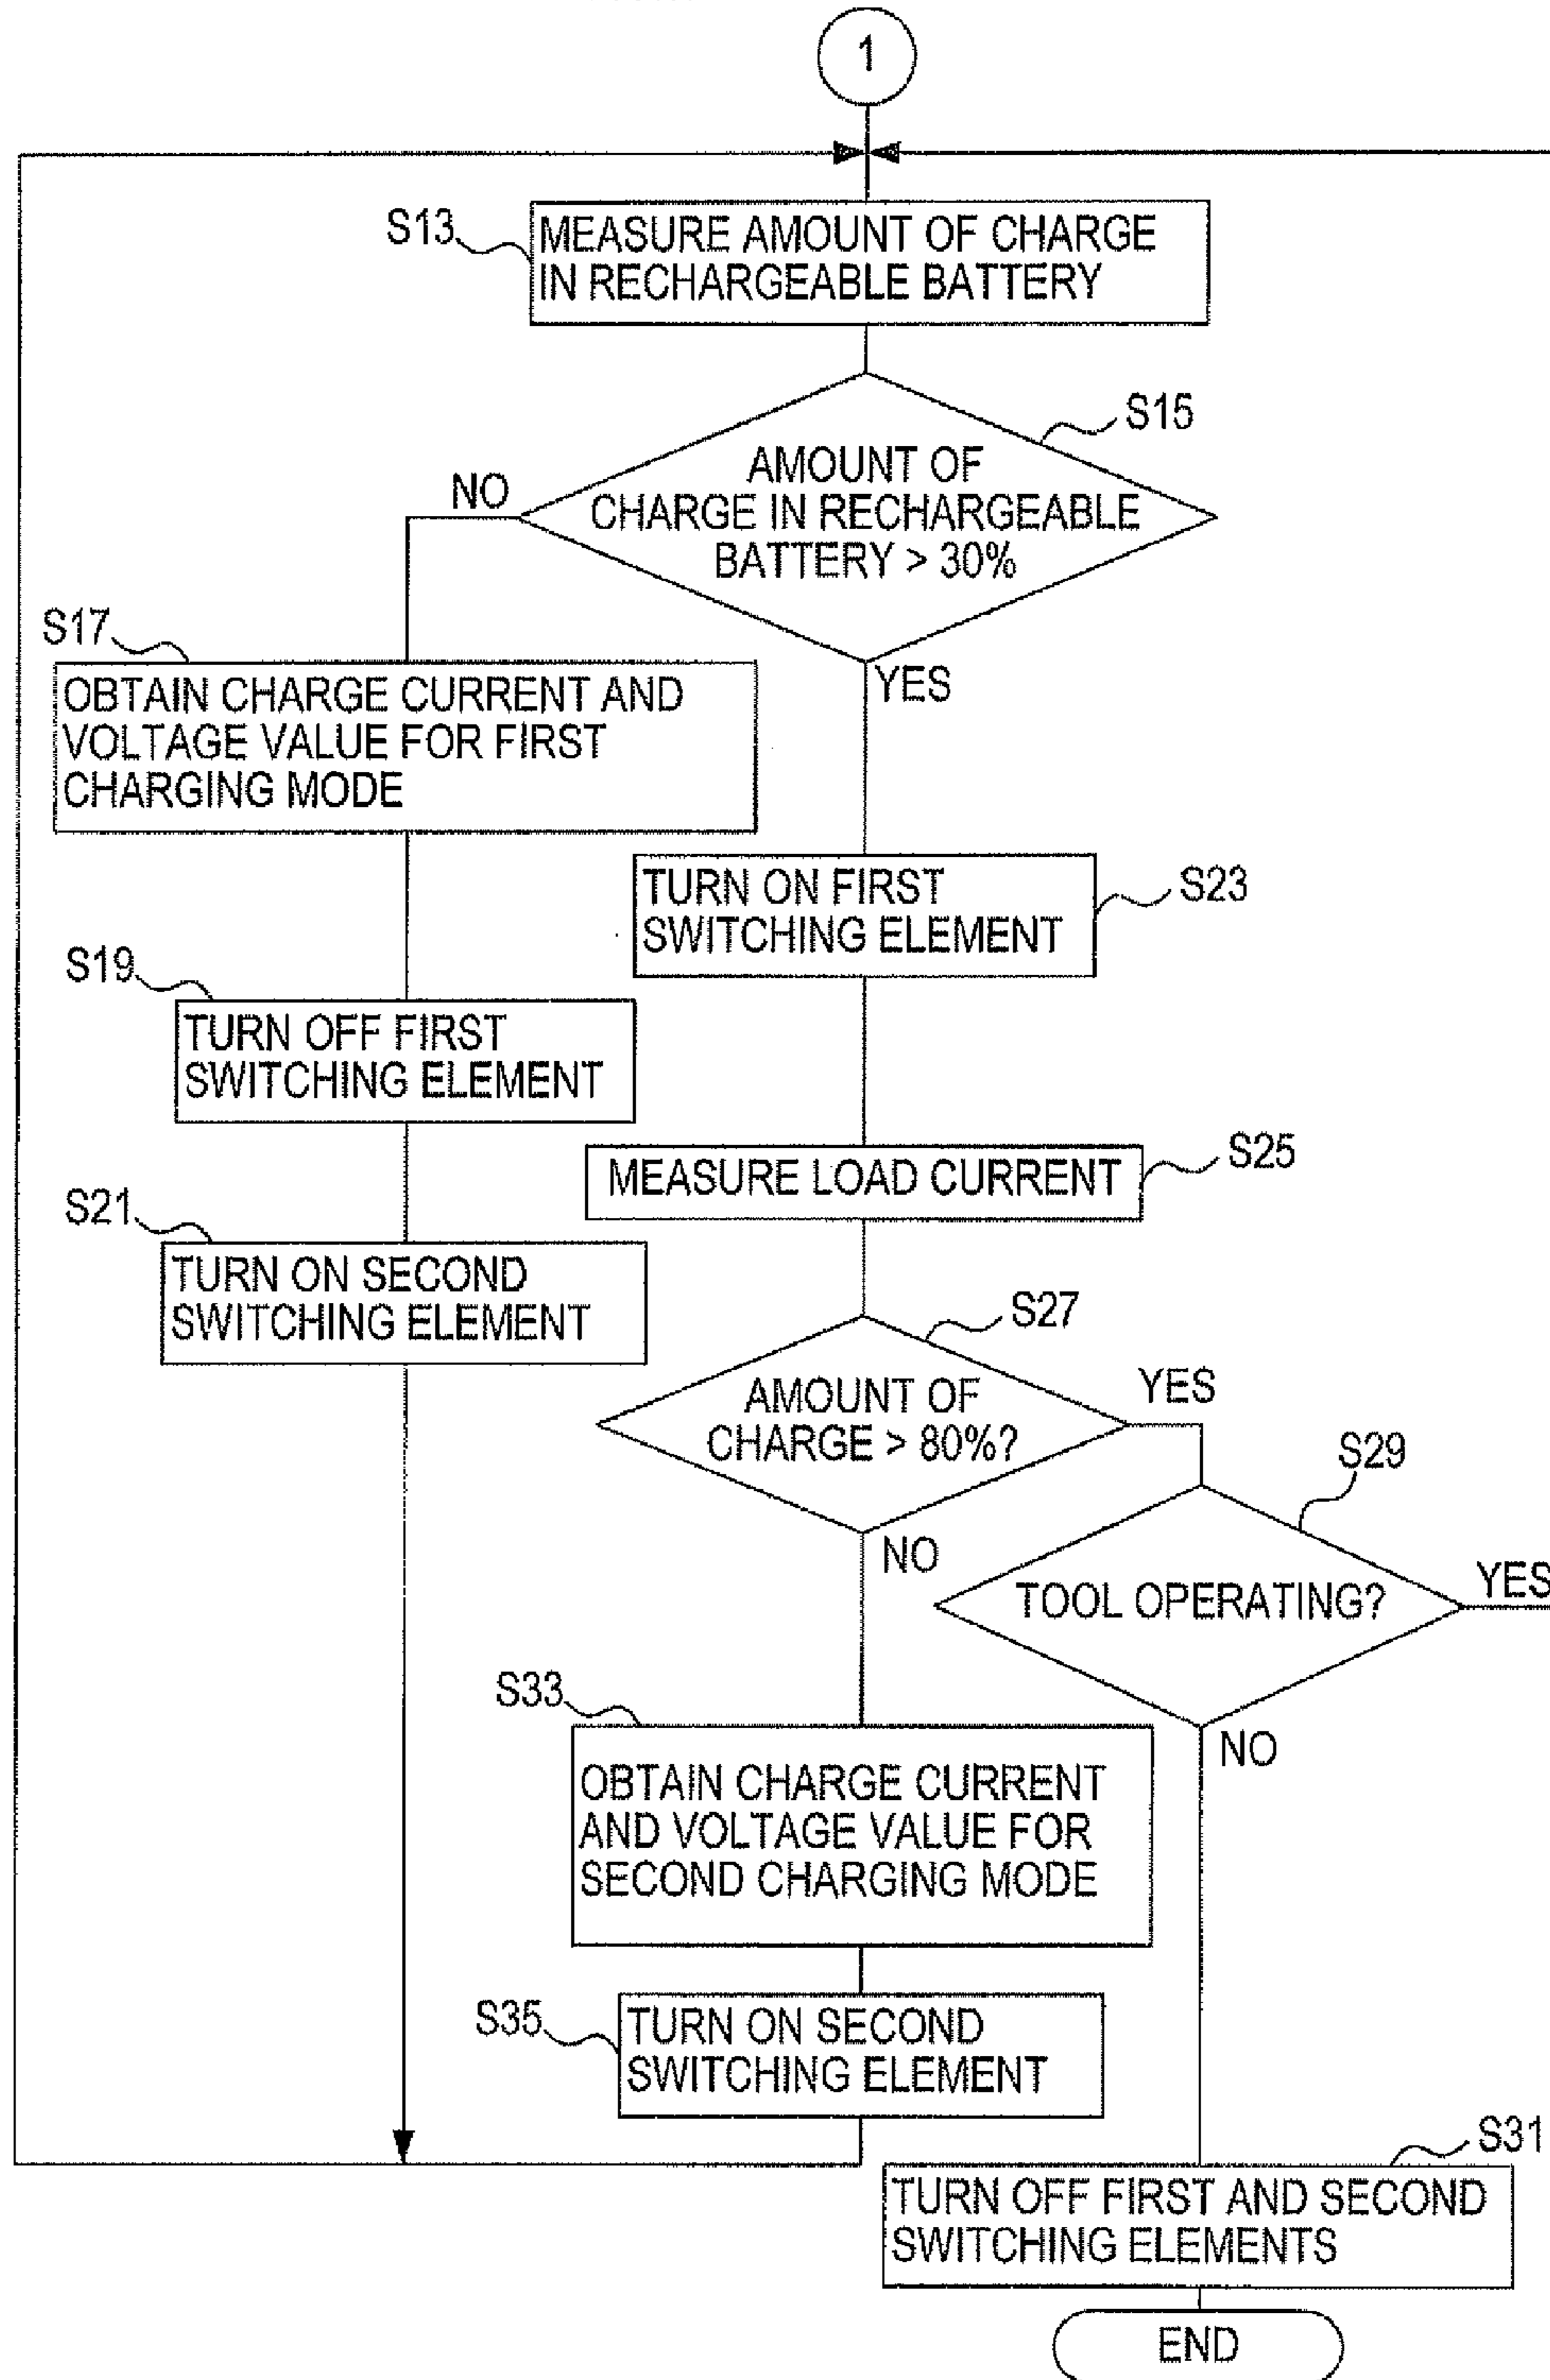 1
S13
MEASURE AMOUNT OF CHARGE
IN RECHARGEABLE BATTERY
S15
AMOUNT OF
CHARGE IN RECHARGEABLE
BATTERY > 30%
NO
YES
S17
OBTAIN CHARGE CURRENT AND
VOLTAGE VALUE FOR FIRST
CHARGING MODE
S23
TURN ON FIRST
SWITCHING ELEMENT
S19
TURN OFF FIRST
SWITCHING ELEMENT
S25
MEASURE LOAD CURRENT
S21
TURN ON SECOND
SWITCHING ELEMENT
S27
AMOUNT OF
CHARGE > 80%?
YES
NO
S29
TOOL OPERATING?
YES
NO
S33
OBTAIN CHARGE CURRENT
AND VOLTAGE VALUE FOR
SECOND CHARGING MODE
S35
TURN ON SECOND
SWITCHING ELEMENT
S31
TURN OFF FIRST AND SECOND
SWITCHING ELEMENTS
END